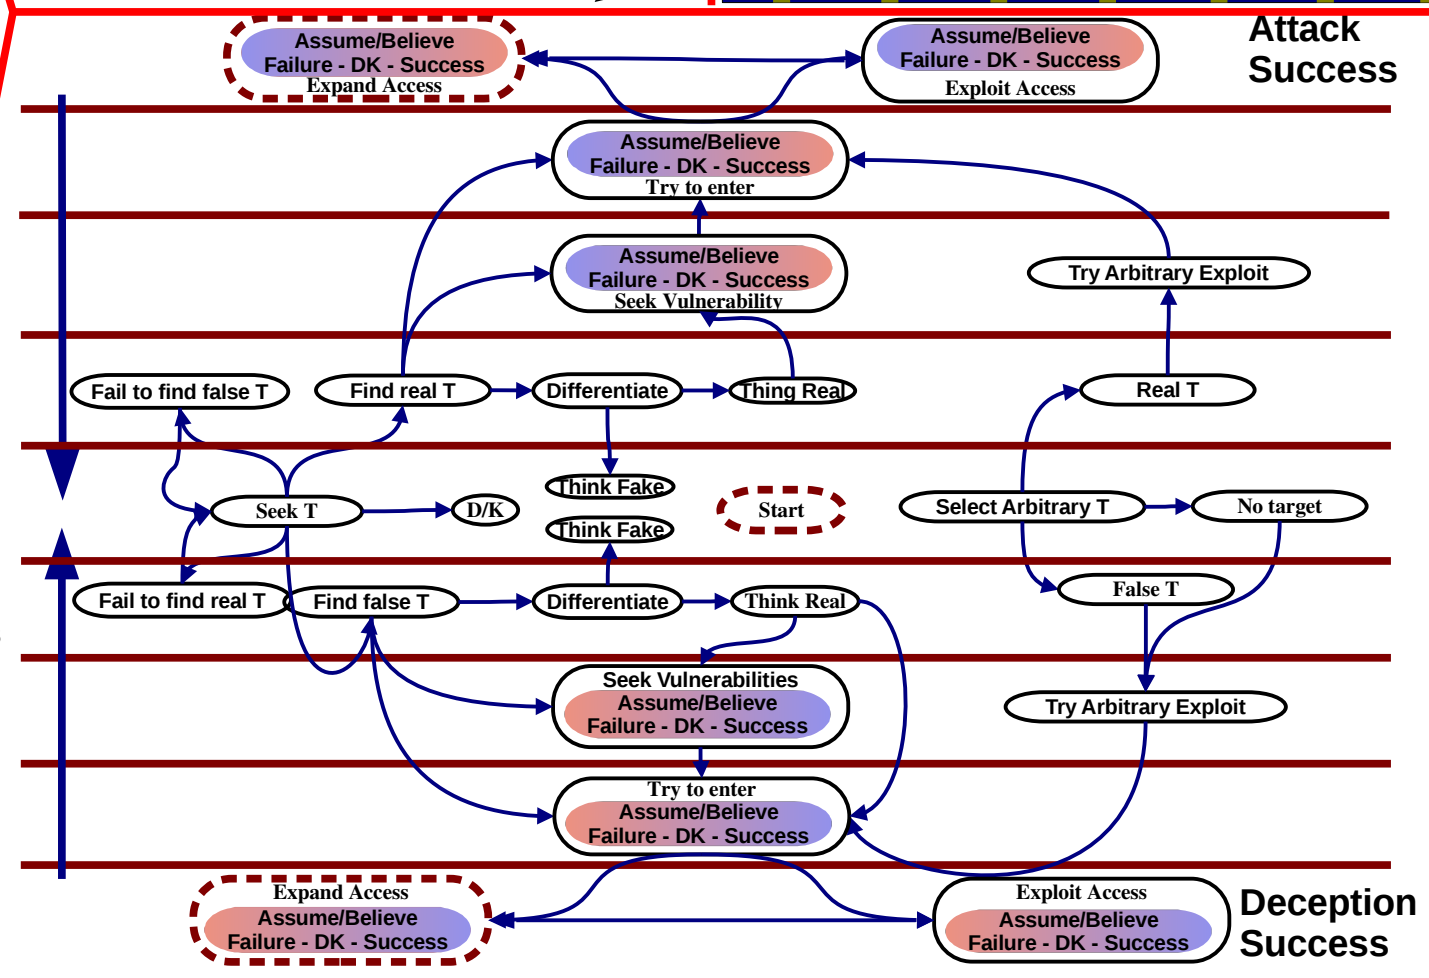 Attack
Success
Assume/Believe
Failure - DK - Success
Expand Access
Assume/Believe
Failure - DK - Success
Exploit Access
Assume/Believe
Failure - DK - Success
Try to enter
Assume/Believe
Failure - DK - Success
Seek Vulnerability
Try Arbitrary Exploit
Fail to find false T
Find real T
Differentiate
Thing Real
Real T
Think Fake
Seek T
D/K
Start
Select Arbitrary T
No target
Think Fake
Fail to find real T
Find false T
Differentiate
Think Real
False T
Seek Vulnerabilities
Assume/Believe
Failure - DK - Success
Try Arbitrary Exploit
Try to enter
Assume/Believe
Failure - DK - Success
Expand Access
Assume/Believe
Failure - DK - Success
Exploit Access
Assume/Believe
Failure - DK - Success
Deception
Success